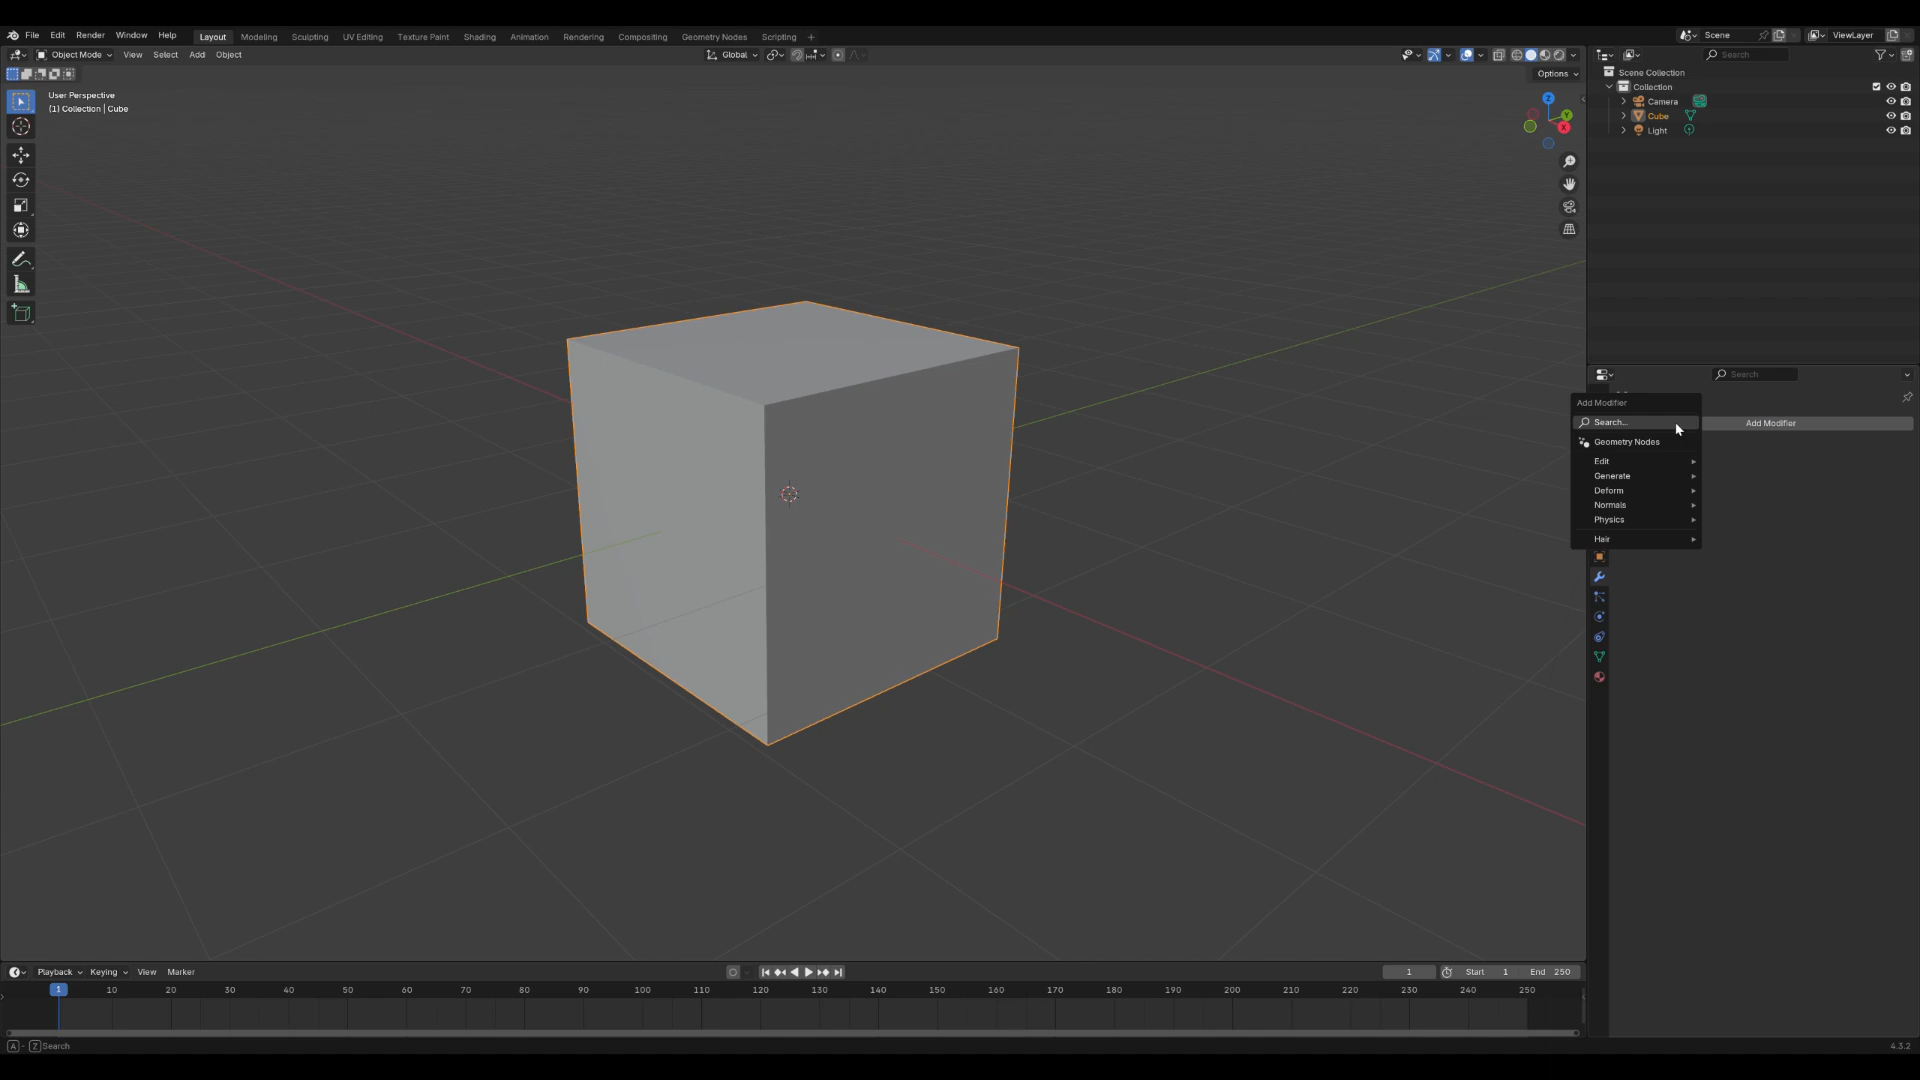 File Edit Render Window Help Layout Modeling Sculpting UV Editing Texture Paint Shading Animation Rendering Compositing Geometry Nodes Scripting + Scene ViewLayer
Object Mode View Select Add Object Global Search
Options
User Perspective
(1) Collection | Cube
Z
Y
X
Scene Collection
Collection
Camera
Cube
Light
Search
Add Modifier
Search...
Add Modifier
Geometry Nodes
Edit
Generate
Deform
Normals
Physics
Hair
Playback Keying View Marker 1 Start 1 End 250
1 10 20 30 40 50 60 70 80 90 100 110 120 130 140 150 160 170 180 190 200 210 220 230 240 250
A - Z Search 4.3.2